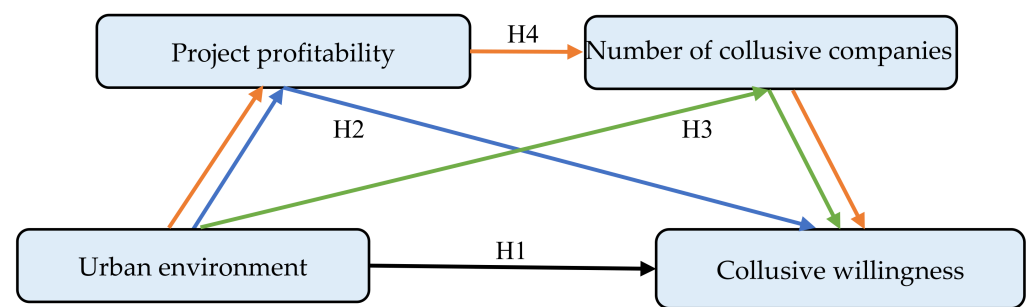 Project profitability
H4
Number of collusive companies
H2
H3
Urban environment
H1
Collusive willingness